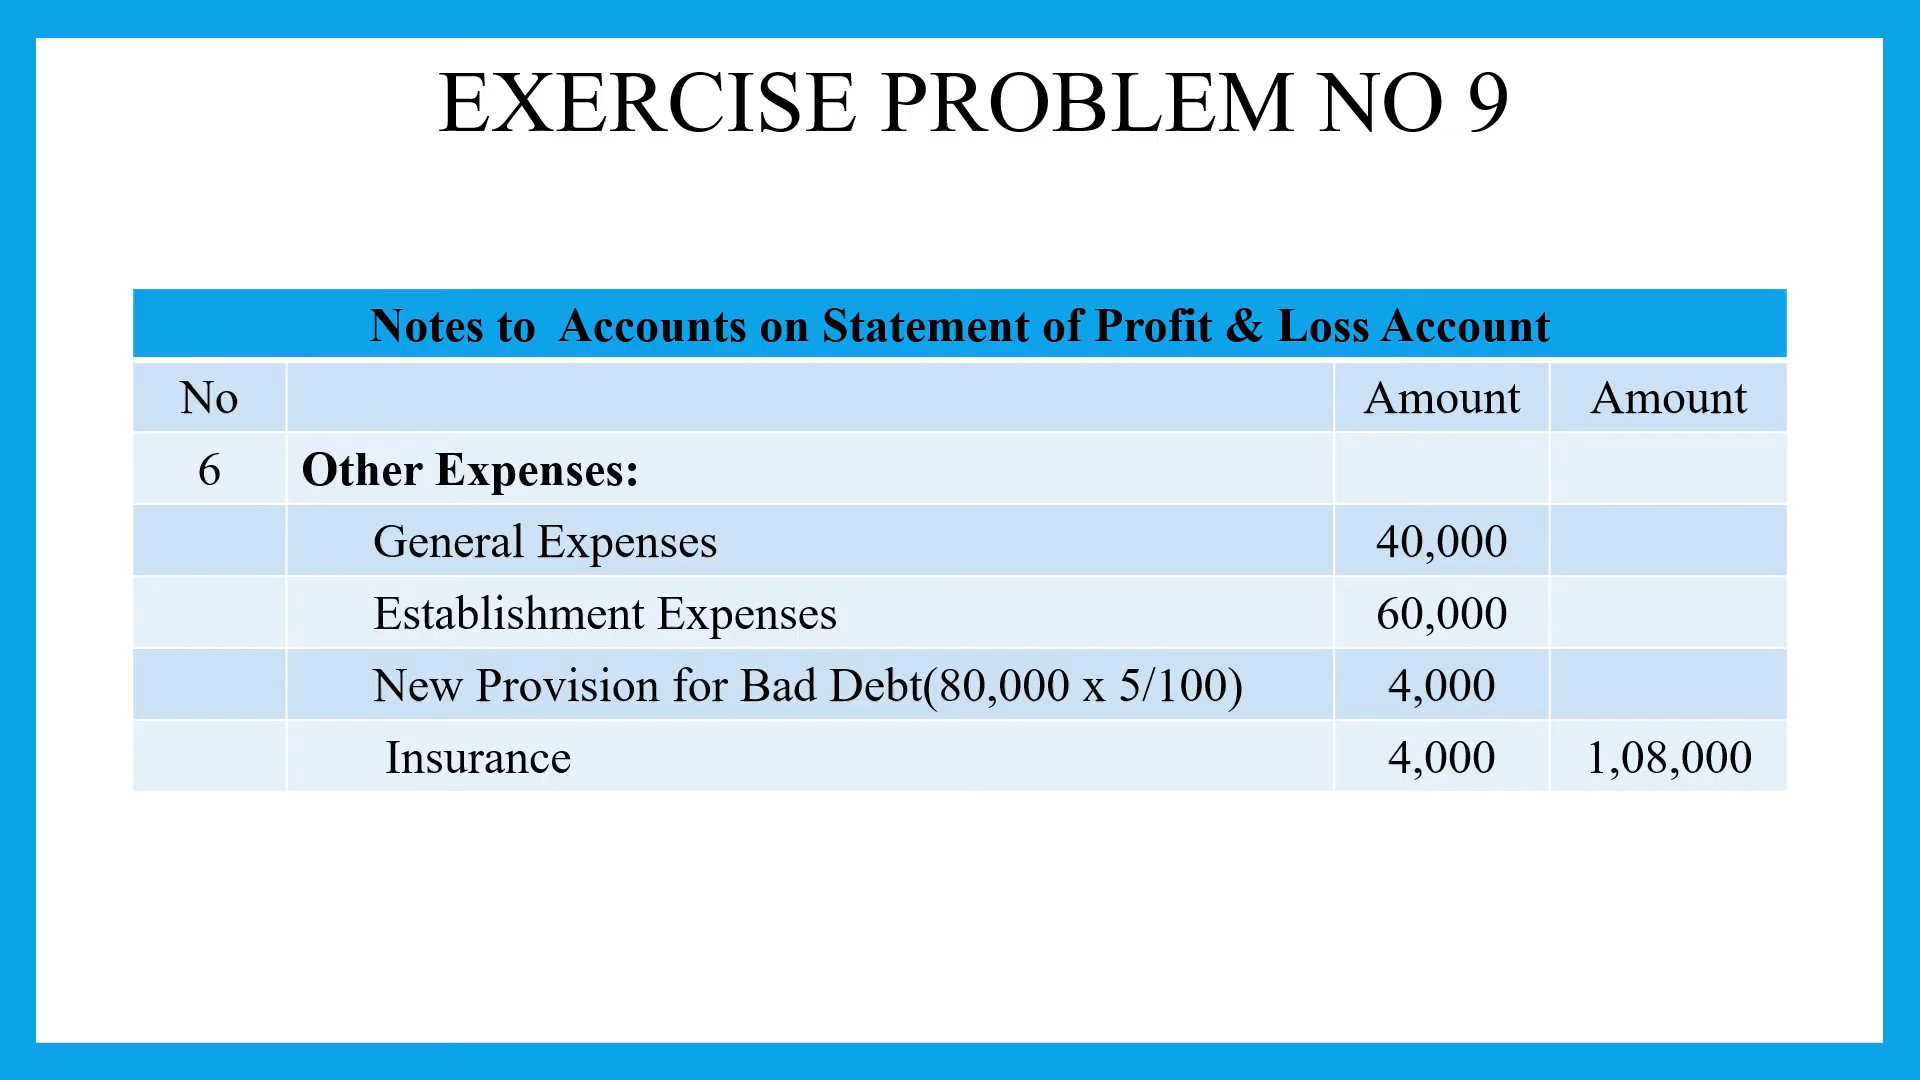 EXERCISE PROBLEM NO 9
Notes to Accounts on Statement of Profit & Loss Account
No Amount Amount
6 Other Expenses:
General Expenses 40,000
Establishment Expenses 60,000
New Provision for Bad Debt(80,000 x 5/100) 4,000
Insurance 4,000 1,08,000